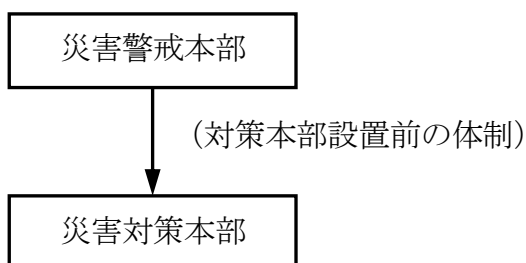 災害警戒本部
（対策本部設置前の体制）
災害対策本部